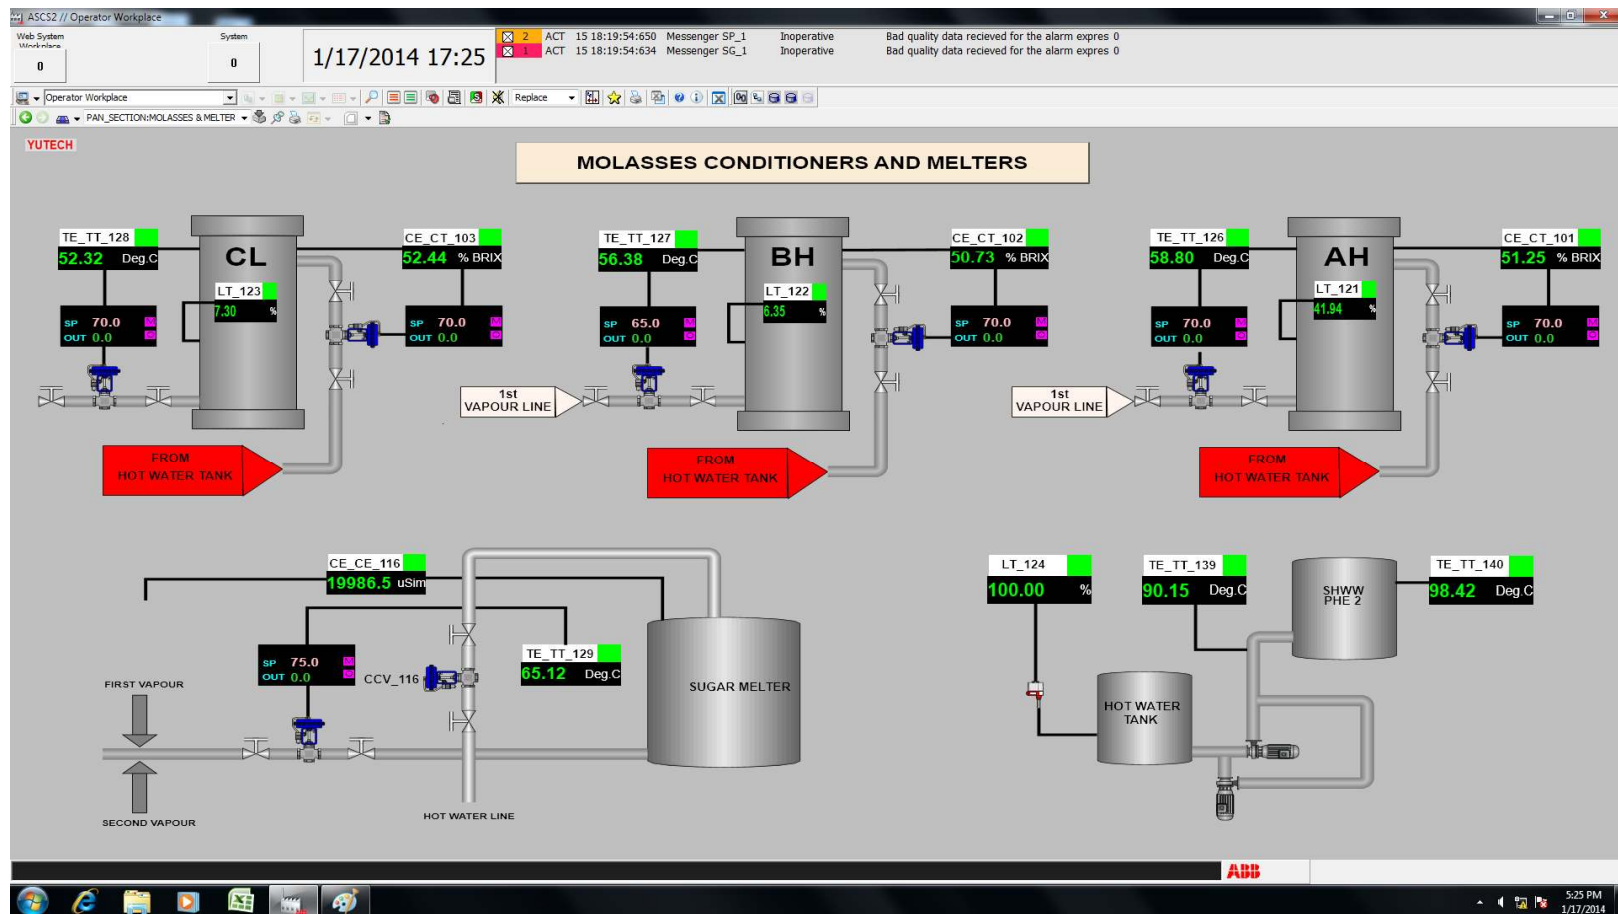 ASCS2 // Operator Workplace
Web System
Workplace
0
System
0
1/17/2014 17:25
2 ACT 15 18:19:54:650 Messenger SP_1 Inoperative Bad quality data recieved for the alarm expres 0
1 ACT 15 18:19:54:634 Messenger SG_1 Inoperative Bad quality data recieved for the alarm expres 0
Operator Workplace
Replace
PAN_SECTION:MOLASSES & MELTER
YUTECH
MOLASSES CONDITIONERS AND MELTERS
TE_TT_128
52.32 Deg.C
SP 70.0 M
OUT 0.0
CL
LT_123
7.30 %
CE_CT_103
52.44 % BRIX
SP 70.0 M
OUT 0.0
FROM
HOT WATER TANK
TE_TT_127
56.38 Deg.C
SP 65.0 M
OUT 0.0
1st
VAPOUR LINE
BH
LT_122
6.35 %
CE_CT_102
50.73 % BRIX
SP 70.0 M
OUT 0.0
FROM
HOT WATER TANK
TE_TT_126
58.80 Deg.C
SP 70.0 M
OUT 0.0
1st
VAPOUR LINE
AH
LT_121
41.94 %
CE_CT_101
51.25 % BRIX
SP 70.0 M
OUT 0.0
FROM
HOT WATER TANK
CE_CE_116
19986.5 uSim
SP 75.0 M
OUT 0.0
TE_TT_129
65.12 Deg.C
CCV_116
SUGAR MELTER
FIRST VAPOUR
SECOND VAPOUR
HOT WATER LINE
LT_124
100.00 %
TE_TT_139
90.15 Deg.C
SHWW
PHE 2
TE_TT_140
98.42 Deg.C
HOT WATER
TANK
ABB
5:25 PM
1/17/2014